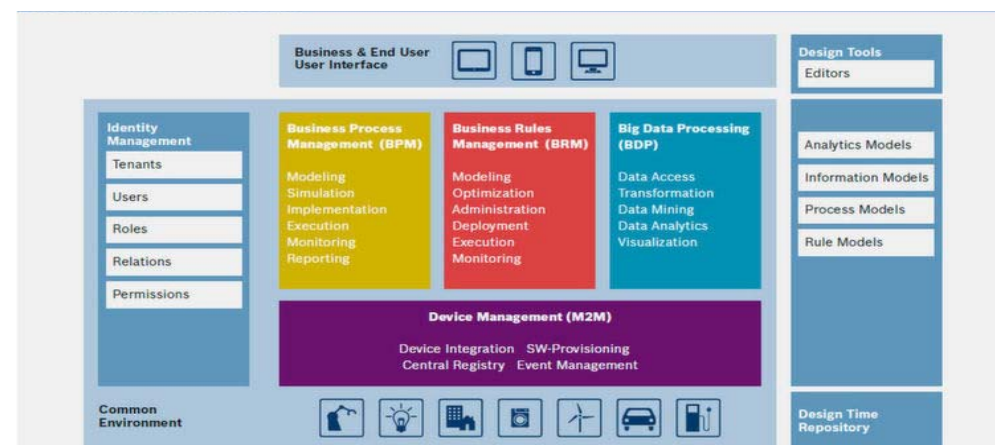 Business & End User
User Interface
Design Tools
Editors
Identity
Management
Tenants
Users
Roles
Relations
Permissions
Business Process
Management (BPM)
Modeling
Simulation
Implementation
Execution
Monitoring
Reporting
Business Rules
Management (BRM)
Modeling
Optimization
Administration
Deployment
Execution
Monitoring
Big Data Processing
(BDP)
Data Access
Transformation
Data Mining
Data Analytics
Visualization
Analytics Models
Information Models
Process Models
Rule Models
Device Management (M2M)
Device Integration SW-Provisioning
Central Registry Event Management
Common
Environment
Design Time
Repository